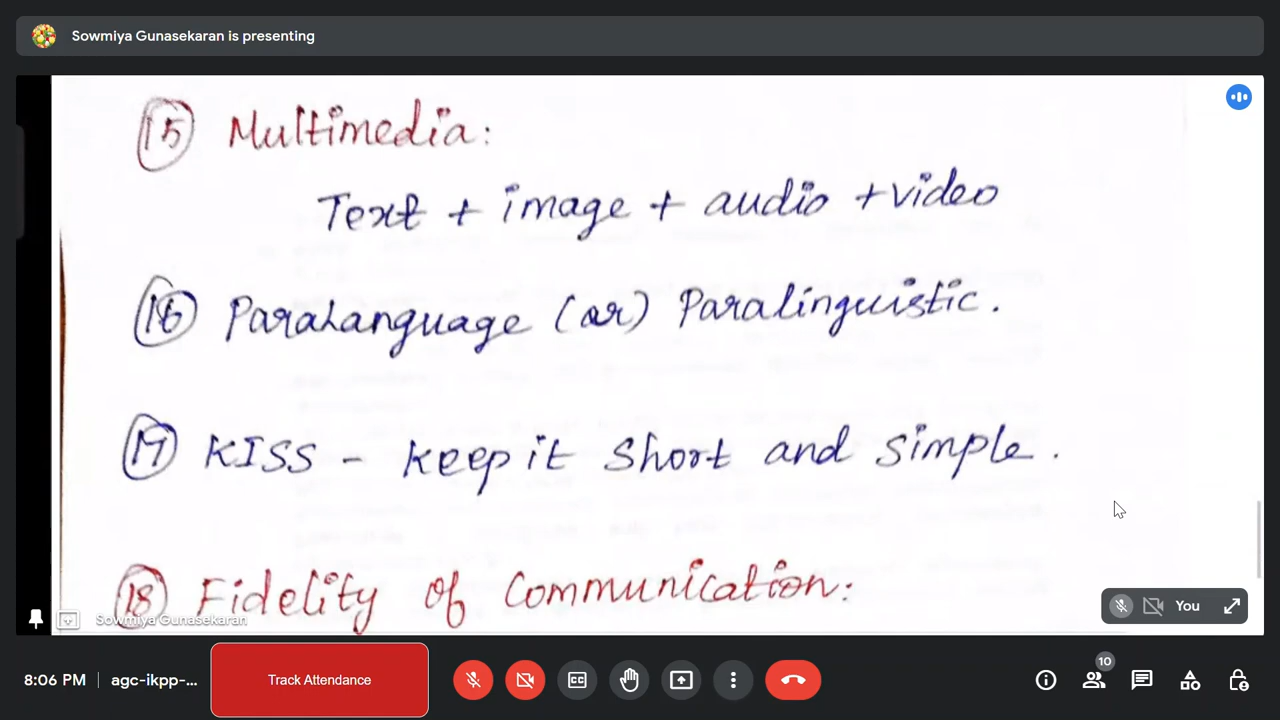 Sowmiya Gunasekaran is presenting
15 Multimedia:
Text + image + audio + video
16 ParaLanguage (or) Paralinguistic.
17 KISS - Keep it Short and simple.
18 Fidelity of Communication:
Sowmiya Gunasekaran
You
8:06 PM | agc-ikpp-...
Track Attendance
10